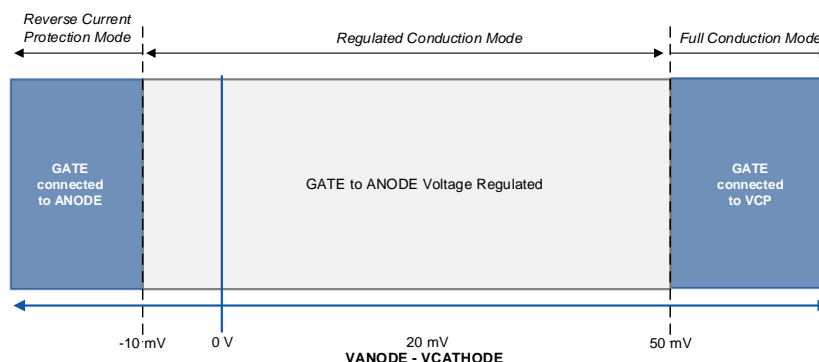 Reverse Current
Protection Mode
Regulated Conduction Mode
Full Conduction Mode
GATE
connected
to ANODE
GATE to ANODE Voltage Regulated
GATE
connected
to VCP
-10 mV
0 V
20 mV
50 mV
VANODE - VCATHODE